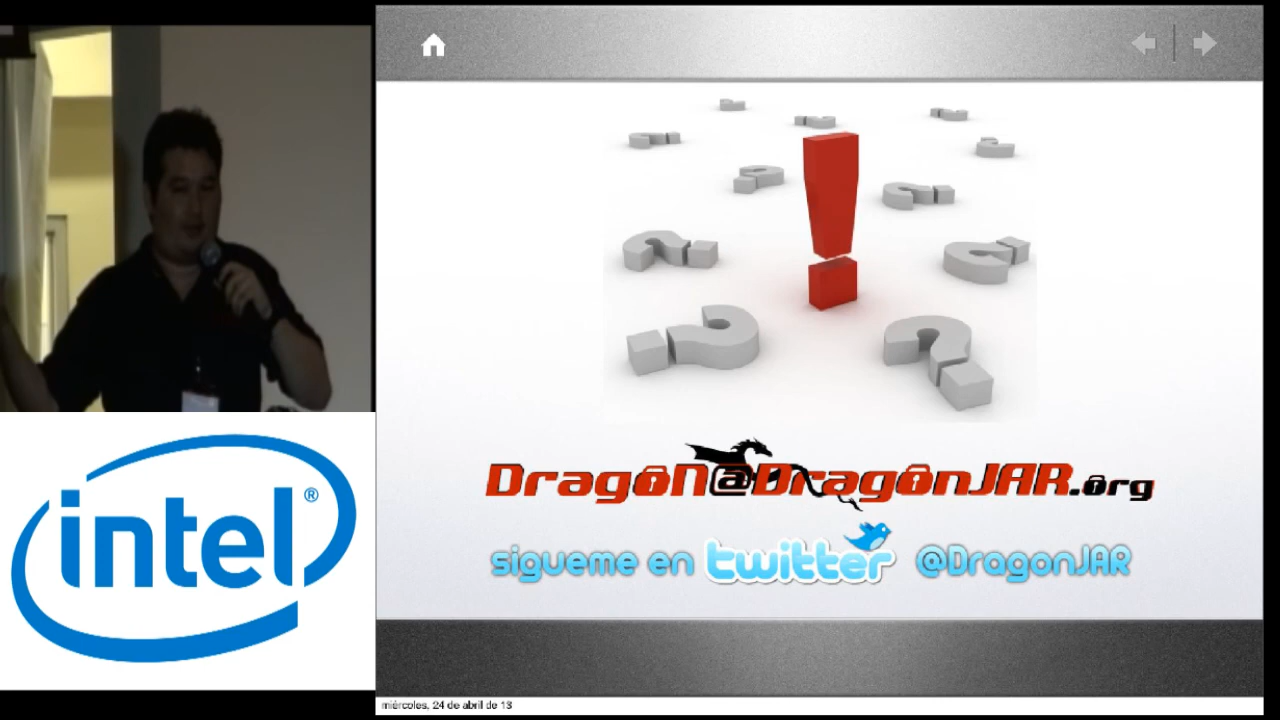 Dragon@DragonJAR.org
sigueme en twitter @DragonJAR
intel®
miércoles, 24 de abril de 13